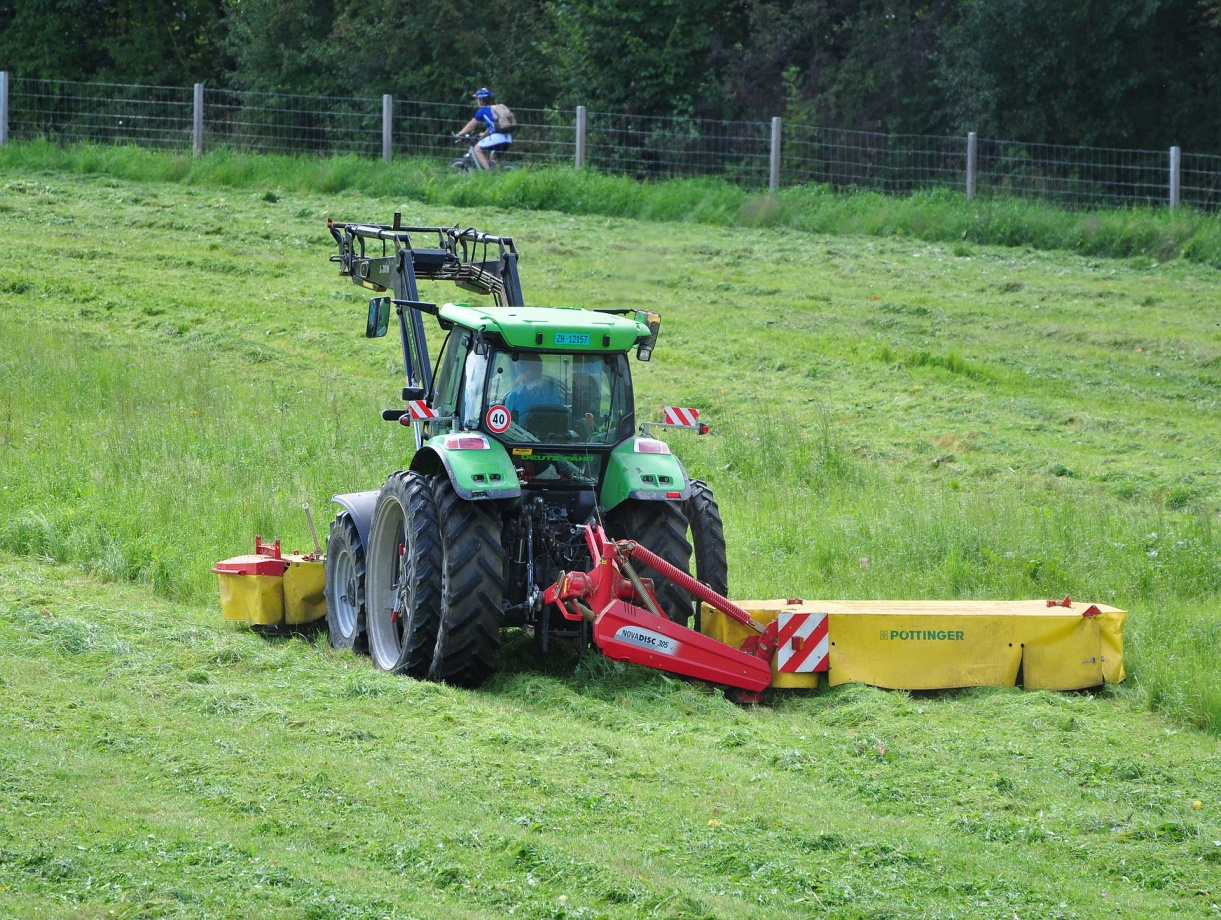 ZH 12157
40
DEUTZ-FAHR
PÖTTINGER
NOVADISC 305